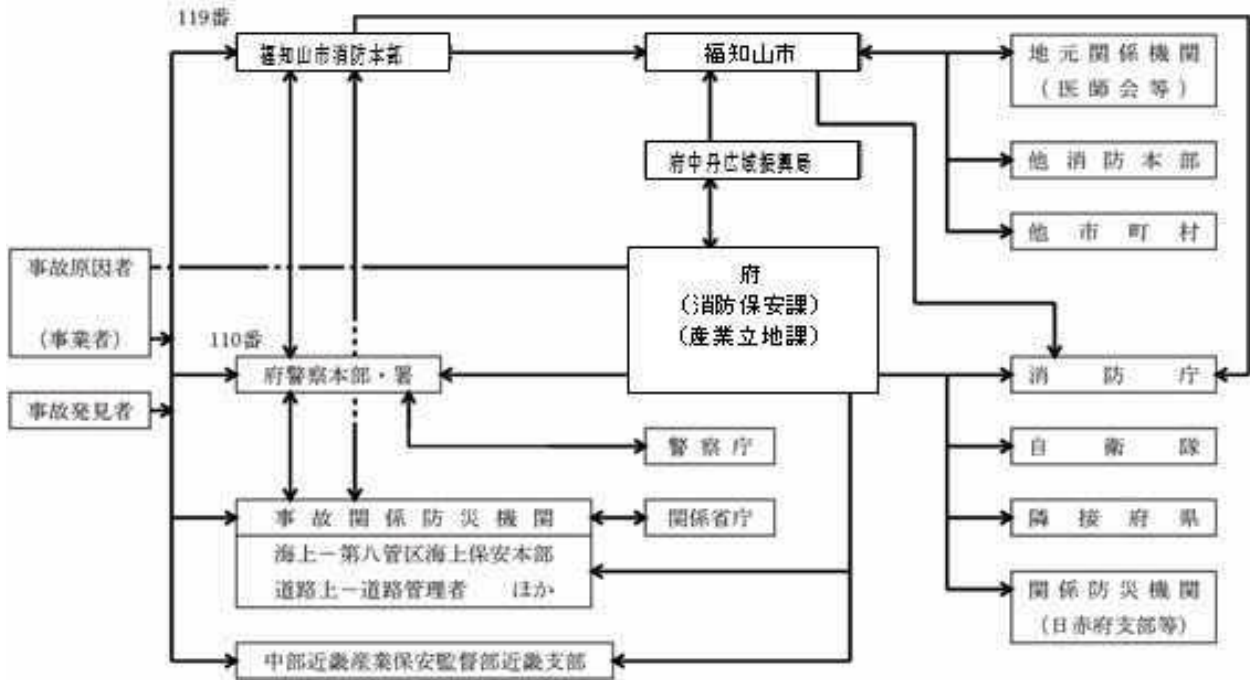 119番
福知山市消防本部
福知山市
地元関係機関
(医師会等)
府中丹広域振興局
他消防本部
他市町村
事故原因者
(事業者)
府
(消防保安課)
(産業立地課)
110番
府警察本部・署
消防庁
事故発見者
警察庁
自衛隊
事故関係防災機関
関係省庁
隣接府県
海上－第八管区海上保安本部
道路上－道路管理者 ほか
関係防災機関
(日赤府支部等)
中部近畿産業保安監督部近畿支部